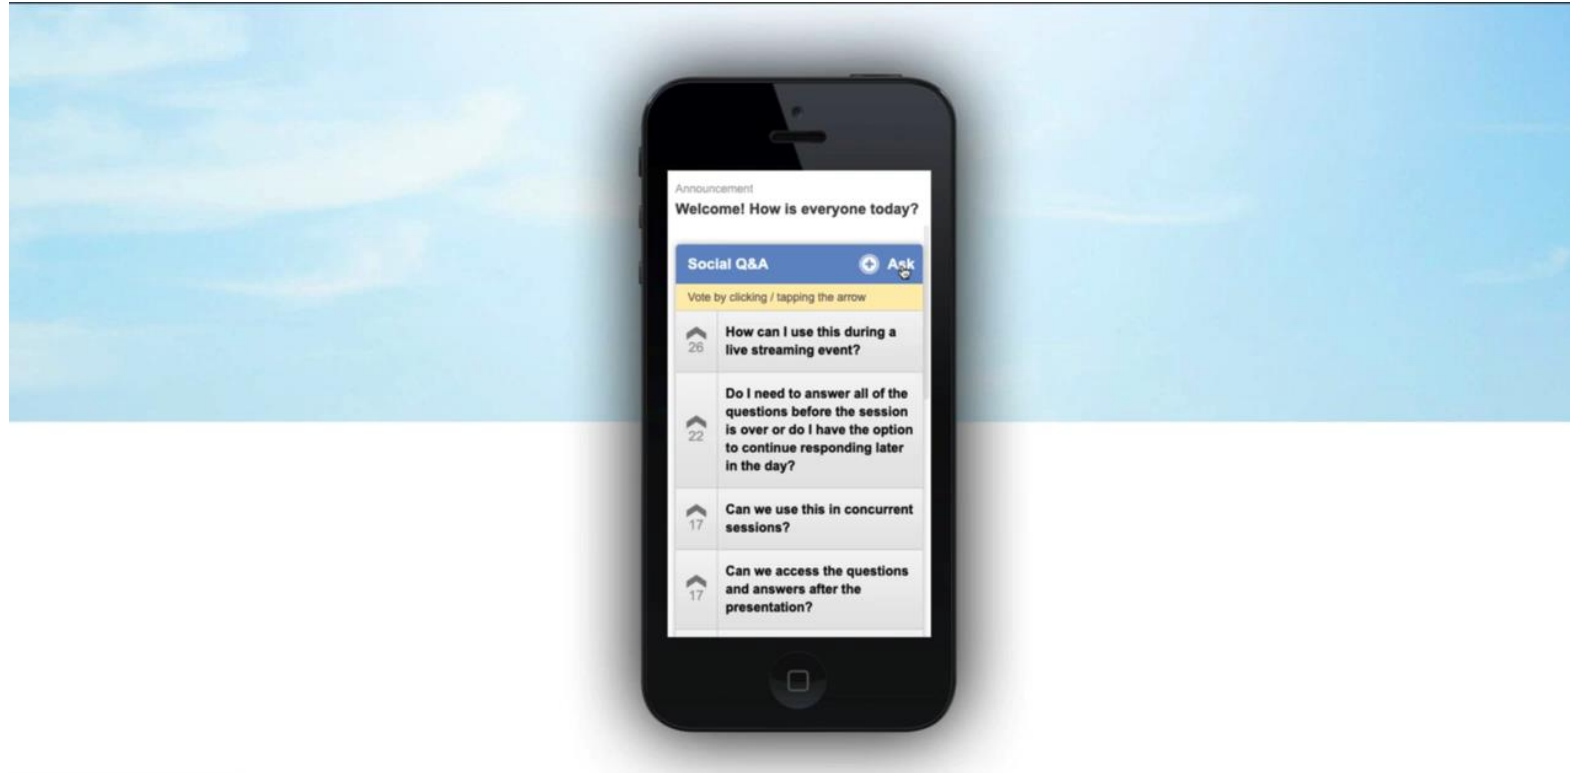 Announcement
Welcome! How is everyone today?
Social Q&A
Ask
Vote by clicking / tapping the arrow
26
How can I use this during a
live streaming event?
22
Do I need to answer all of the
questions before the session
is over or do I have the option
to continue responding later
in the day?
17
Can we use this in concurrent
sessions?
17
Can we access the questions
and answers after the
presentation?